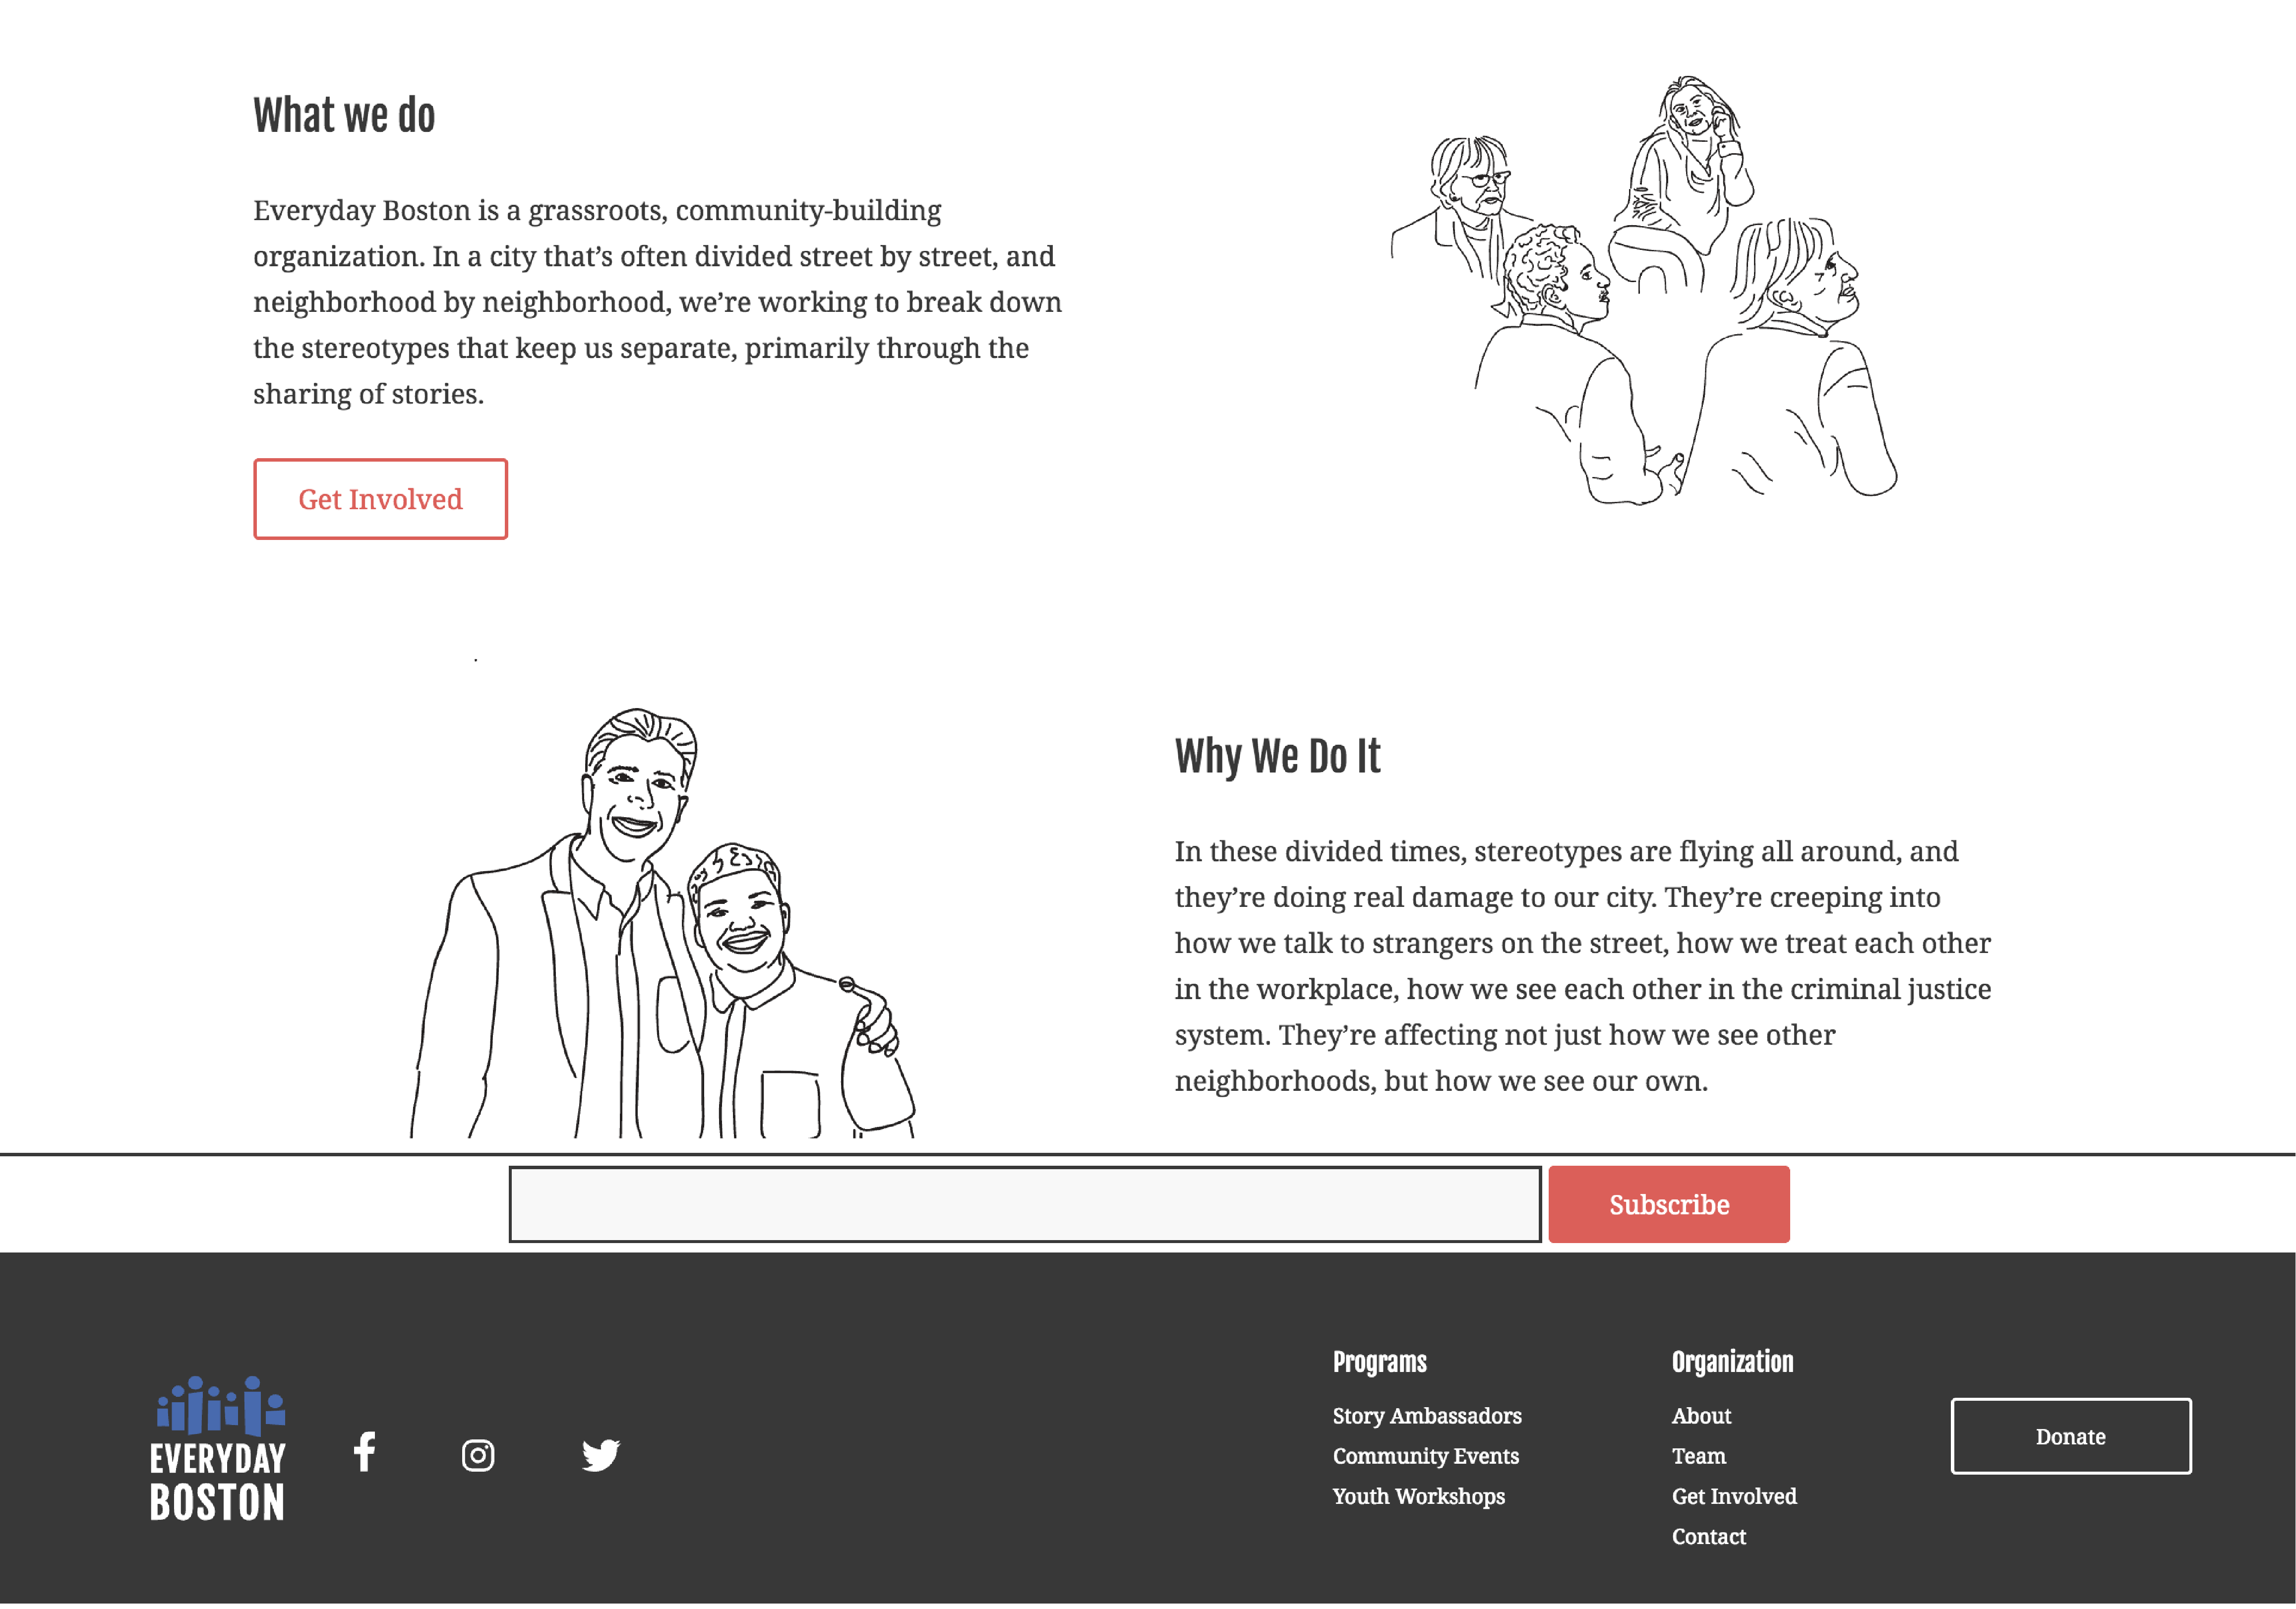 What we do
Everyday Boston is a grassroots, community-building
organization. In a city that’s often divided street by street, and
neighborhood by neighborhood, we’re working to break down
the stereotypes that keep us separate, primarily through the
sharing of stories.
Get Involved
Why We Do It
In these divided times, stereotypes are flying all around, and
they’re doing real damage to our city. They’re creeping into
how we talk to strangers on the street, how we treat each other
in the workplace, how we see each other in the criminal justice
system. They’re affecting not just how we see other
neighborhoods, but how we see our own.
Subscribe
EVERYDAY
BOSTON
Programs
Story Ambassadors
Community Events
Youth Workshops
Organization
About
Team
Get Involved
Contact
Donate